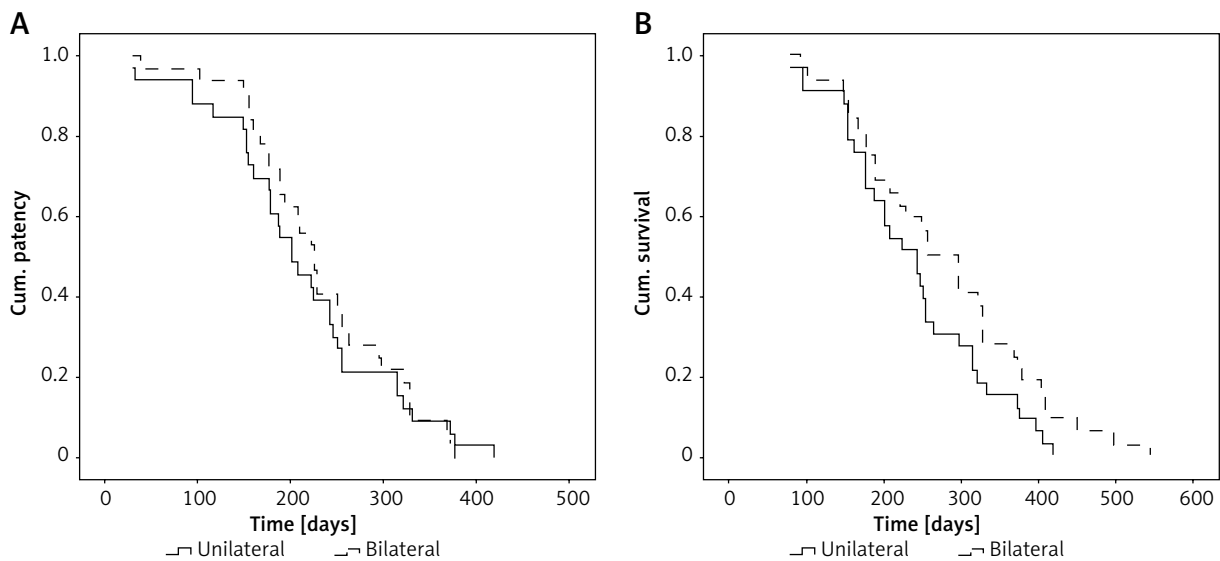 A
Cum. patency
1.0
0.8
0.6
0.4
0.2
0
0 100 200 300 400 500
Time [days]
Unilateral Bilateral
B
Cum. survival
1.0
0.8
0.6
0.4
0.2
0
0 100 200 300 400 500 600
Time [days]
Unilateral Bilateral